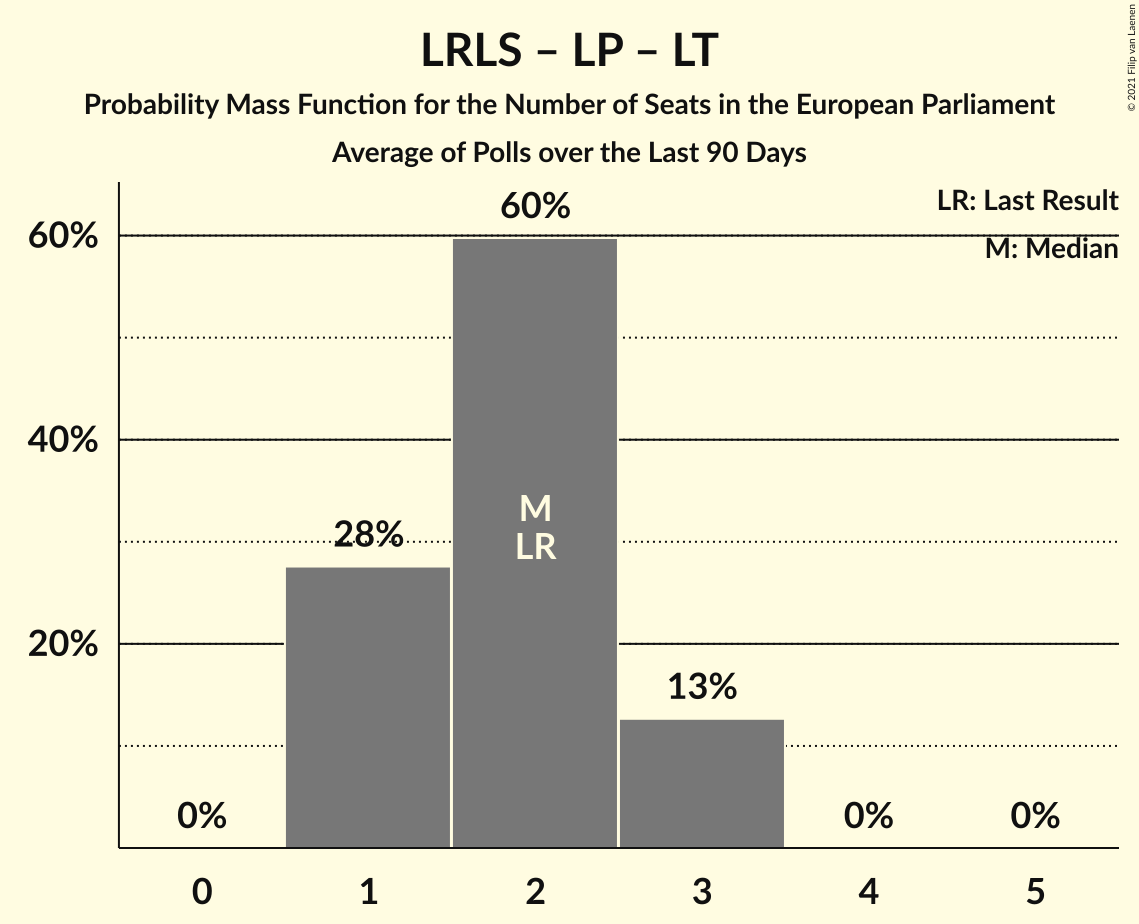 LRLS – LP – LT
Probability Mass Function for the Number of Seats in the European Parliament
Average of Polls over the Last 90 Days
© 2021 Filip van Laenen
LR: Last Result
M: Median
60%
40%
20%
0%
28%
60%
M
LR
13%
0%
0%
0 1 2 3 4 5